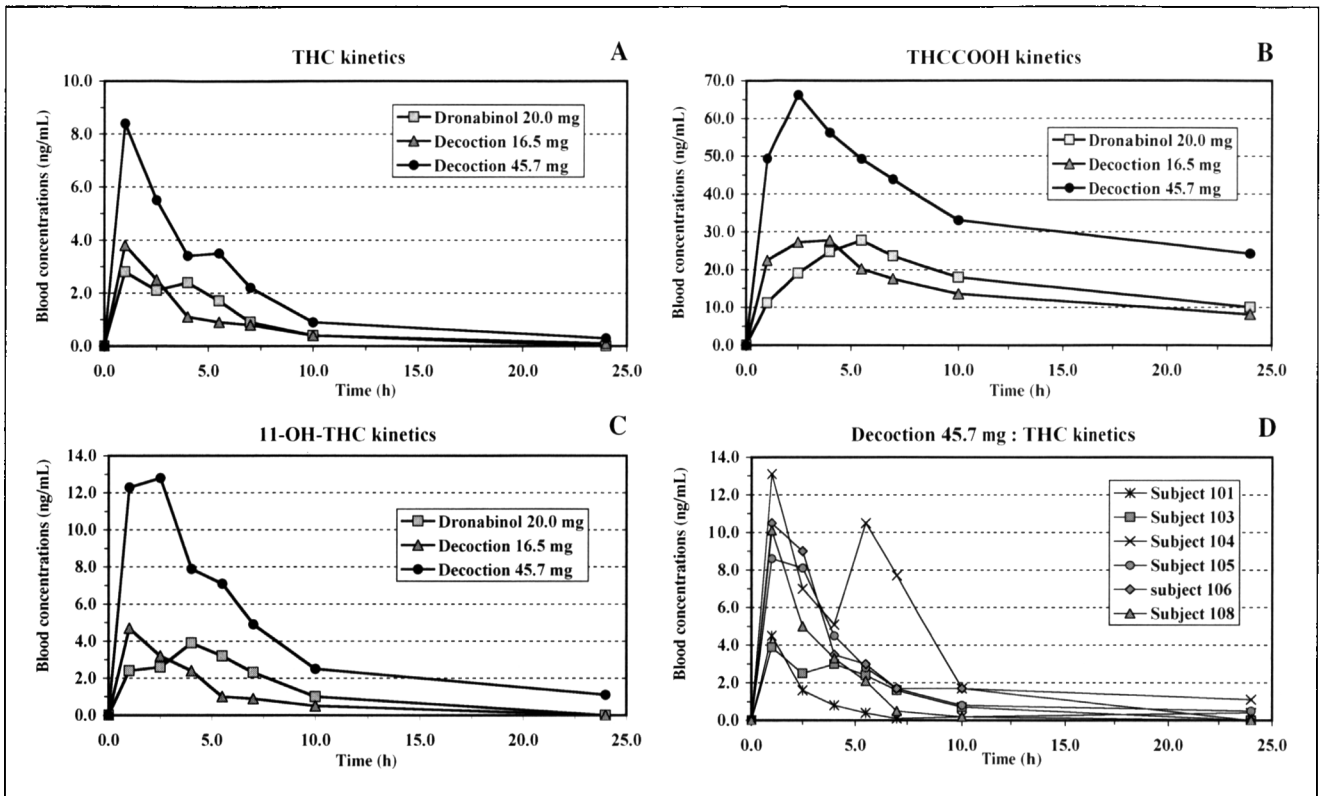 THC kinetics
A
Blood concentrations (ng/mL)
10.0
8.0
6.0
4.0
2.0
0.0
Dronabinol 20.0 mg
Decoction 16.5 mg
Decoction 45.7 mg
0.0 5.0 10.0 15.0 20.0 25.0
Time (h)
THCCOOH kinetics
B
Blood concentrations (ng/mL)
70.0
60.0
50.0
40.0
30.0
20.0
10.0
0.0
Dronabinol 20.0 mg
Decoction 16.5 mg
Decoction 45.7 mg
0.0 5.0 10.0 15.0 20.0 25.0
Time (h)
11-OH-THC kinetics
C
Blood concentrations (ng/mL)
14.0
12.0
10.0
8.0
6.0
4.0
2.0
0.0
Dronabinol 20.0 mg
Decoction 16.5 mg
Decoction 45.7 mg
0.0 5.0 10.0 15.0 20.0 25.0
Time (h)
Decoction 45.7 mg : THC kinetics
D
Blood concentrations (ng/mL)
14.0
12.0
10.0
8.0
6.0
4.0
2.0
0.0
Subject 101
Subject 103
Subject 104
Subject 105
subject 106
Subject 108
0.0 5.0 10.0 15.0 20.0 25.0
Time (h)